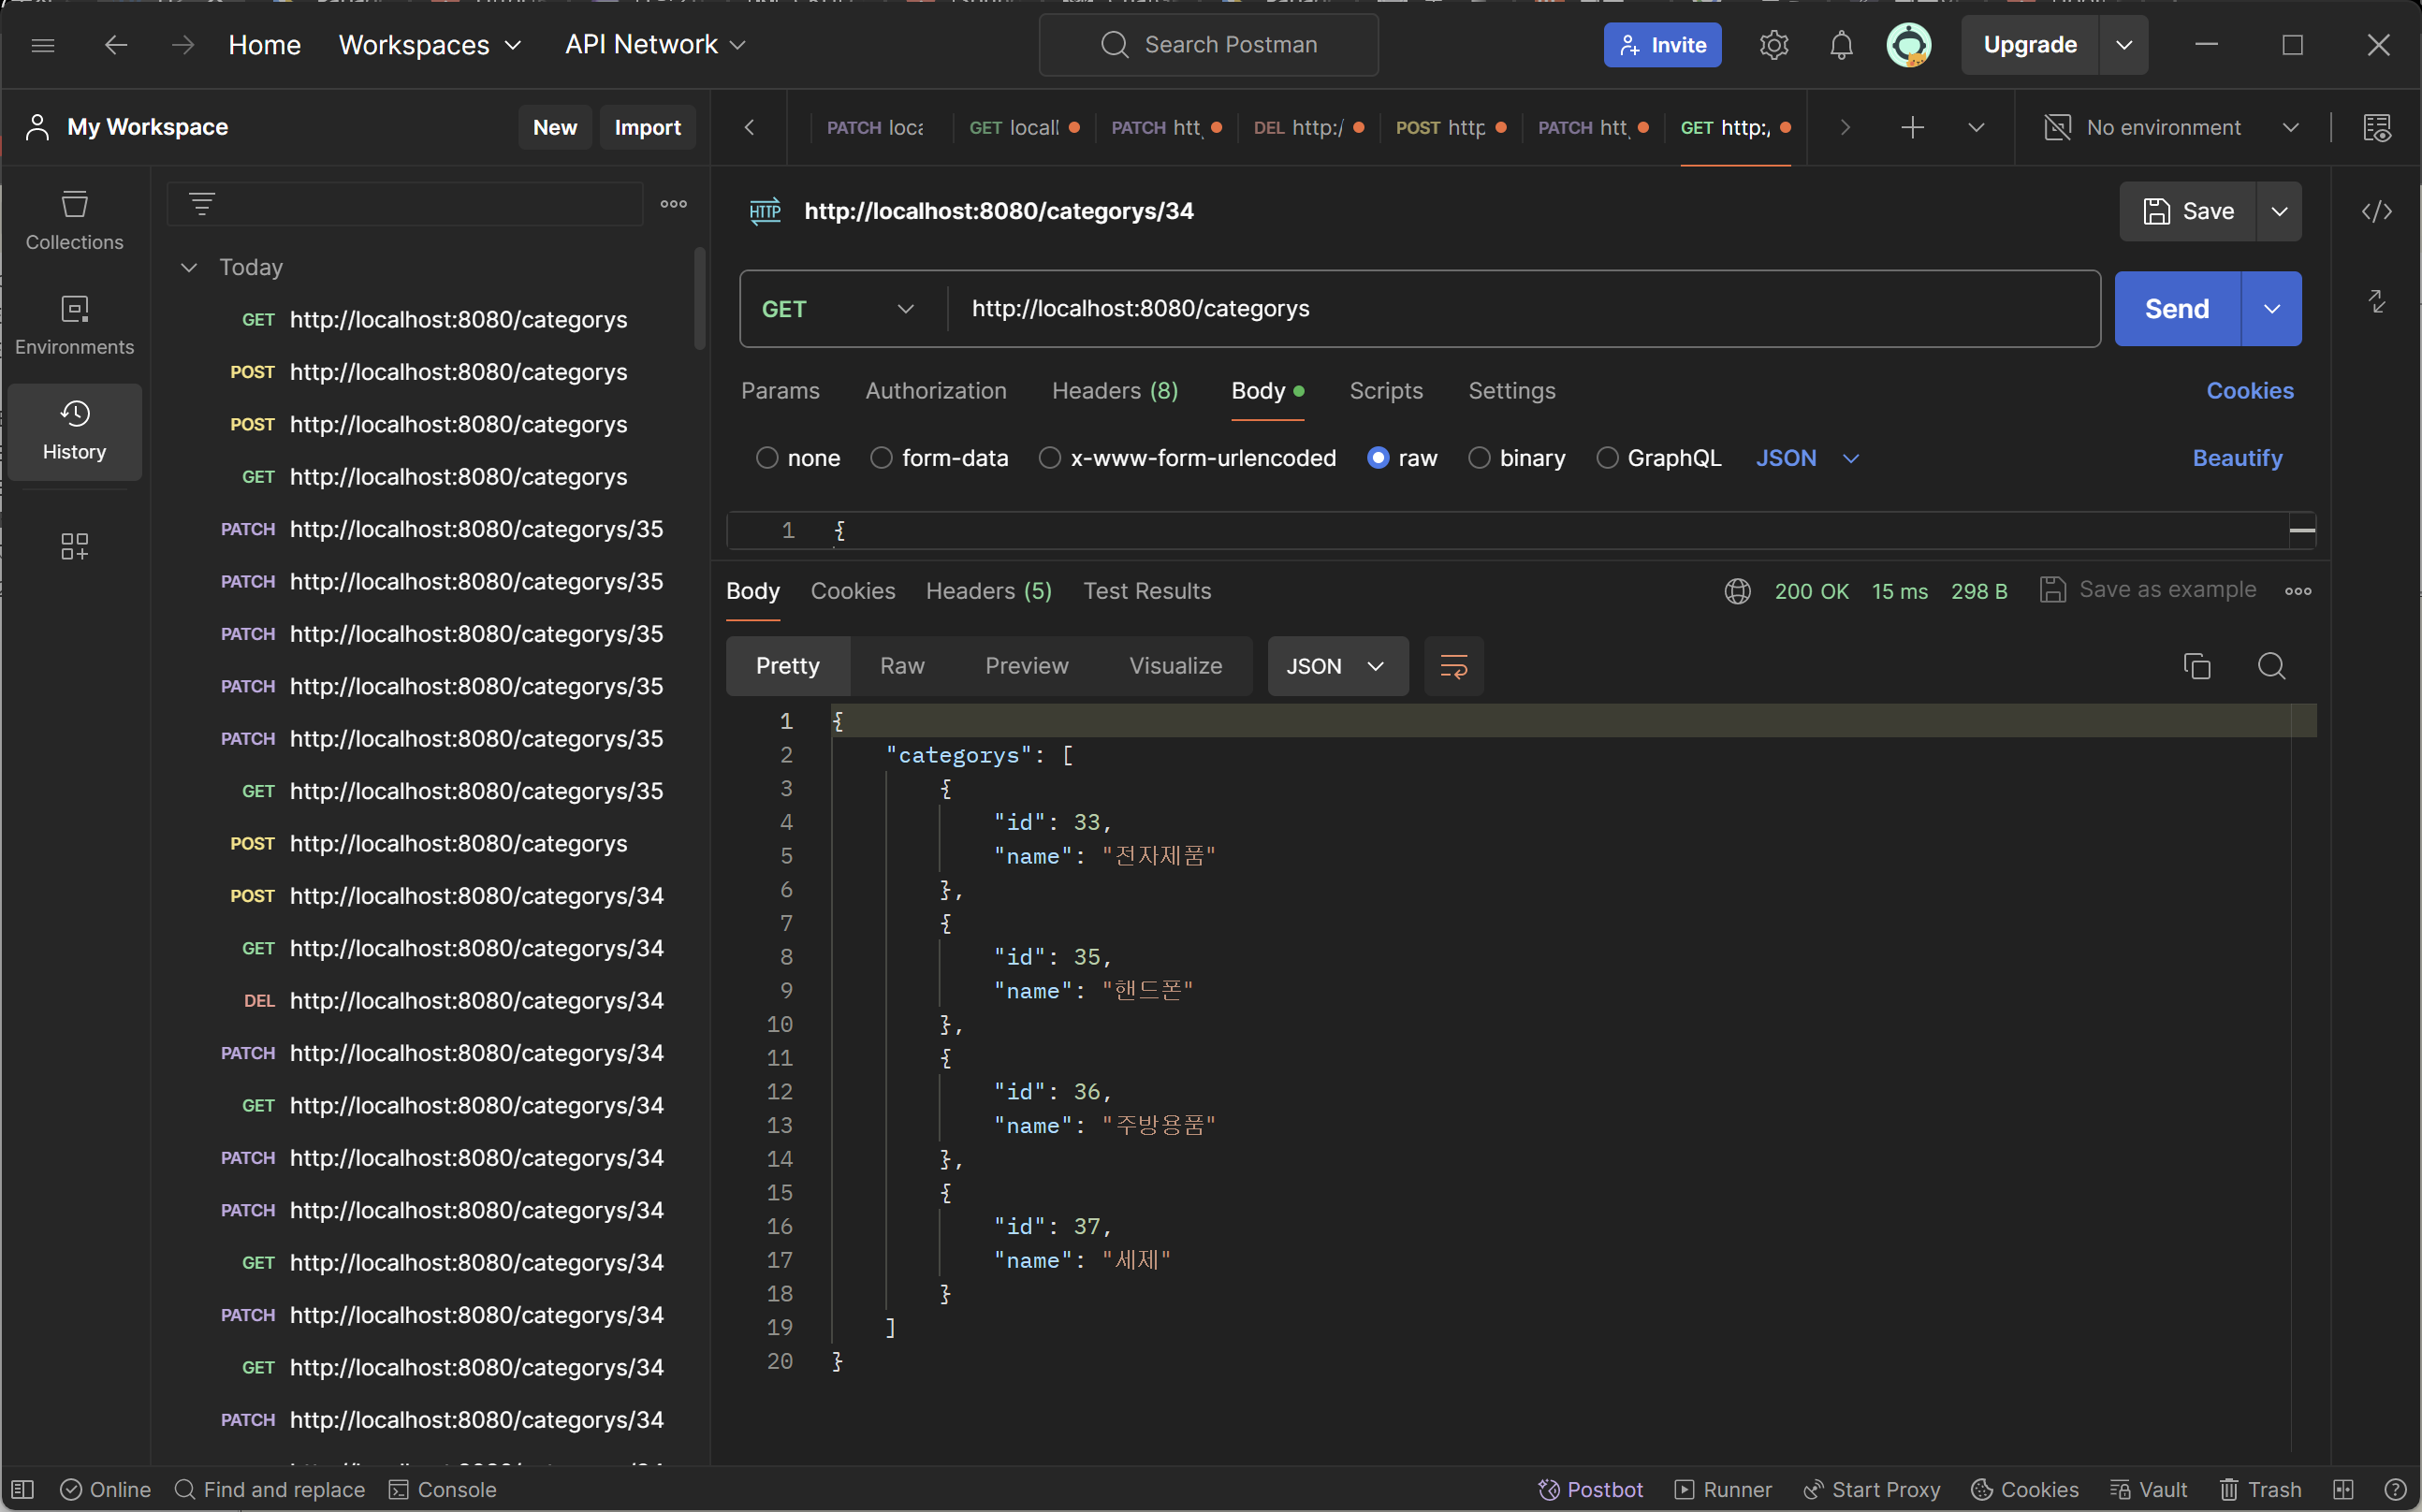 Home Workspaces API Network Search Postman Invite Upgrade
My Workspace New Import PATCH loca GET locall PATCH htt DEL http:/ POST http PATCH htt GET http:/ No environment
Collections
Environments
History
Today
GET http://localhost:8080/categorys
POST http://localhost:8080/categorys
POST http://localhost:8080/categorys
GET http://localhost:8080/categorys
PATCH http://localhost:8080/categorys/35
PATCH http://localhost:8080/categorys/35
PATCH http://localhost:8080/categorys/35
PATCH http://localhost:8080/categorys/35
PATCH http://localhost:8080/categorys/35
GET http://localhost:8080/categorys/35
POST http://localhost:8080/categorys
POST http://localhost:8080/categorys/34
GET http://localhost:8080/categorys/34
DEL http://localhost:8080/categorys/34
PATCH http://localhost:8080/categorys/34
GET http://localhost:8080/categorys/34
PATCH http://localhost:8080/categorys/34
PATCH http://localhost:8080/categorys/34
GET http://localhost:8080/categorys/34
PATCH http://localhost:8080/categorys/34
GET http://localhost:8080/categorys/34
PATCH http://localhost:8080/categorys/34
HTTP http://localhost:8080/categorys/34 Save
GET http://localhost:8080/categorys Send
Params Authorization Headers (8) Body Scripts Settings Cookies
none form-data x-www-form-urlencoded raw binary GraphQL JSON Beautify
1 {
Body Cookies Headers (5) Test Results 200 OK 15 ms 298 B Save as example
Pretty Raw Preview Visualize JSON
1 {
2 "categorys": [
3 {
4 "id": 33,
5 "name": "전자제품"
6 },
7 {
8 "id": 35,
9 "name": "핸드폰"
10 },
11 {
12 "id": 36,
13 "name": "주방용품"
14 },
15 {
16 "id": 37,
17 "name": "세제"
18 }
19 ]
20 }
Online Find and replace Console Postbot Runner Start Proxy Cookies Vault Trash